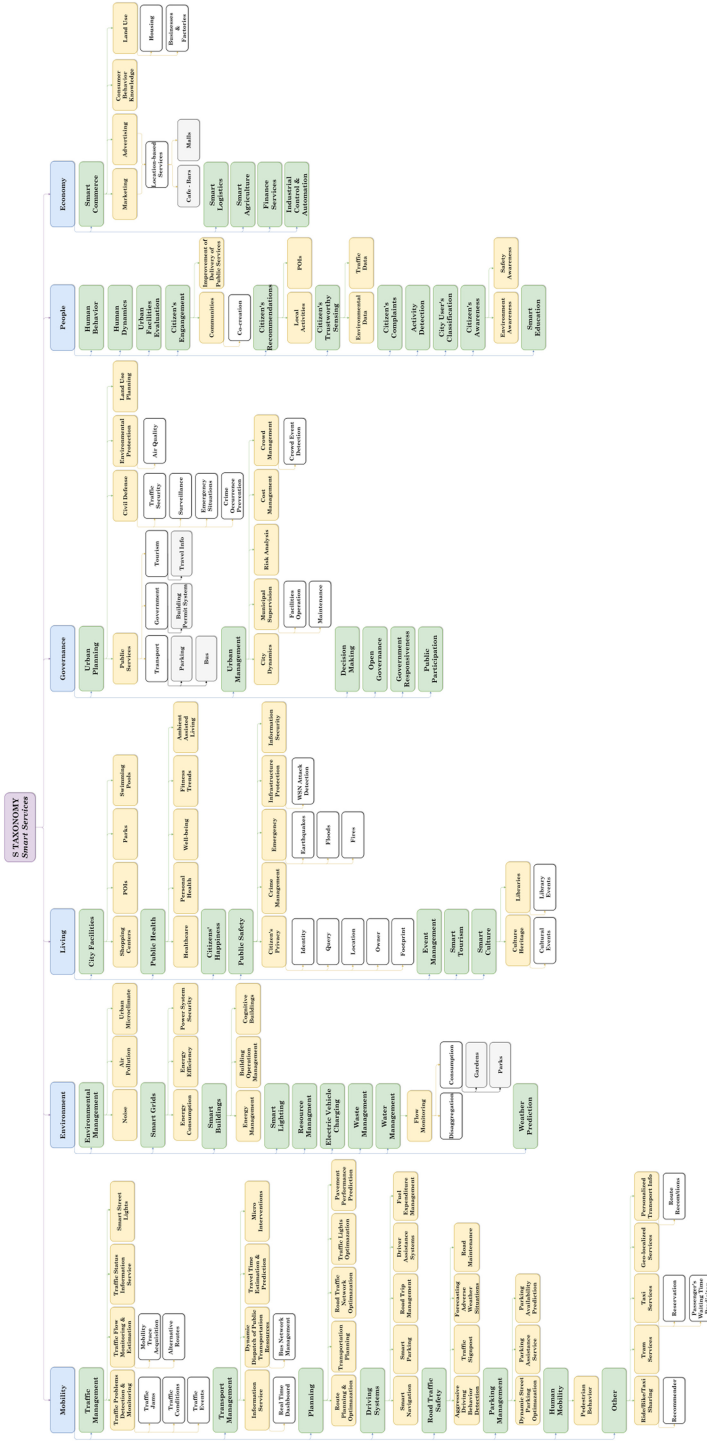 S TAXONOMY
Smart Services
Mobility
Traffic
Management
Traffic Problems
Detection &
Monitoring
Traffic
Jams
Traffic
Conditions
Traffic
Events
Traffic Flow
Monitoring &
Estimation
Mobility
Trace
Acquisition
Alternative
Routes
Traffic Status
Information
Service
Smart Street
Lights
Transport
Management
Information
Service
Real Time
Dashboard
Dynamic
Dispatch of Public
Transportation
Resources
Bus Network
Management
Travel Time
Estimation &
Prediction
Micro
Interventions
Planning
Route
Planning &
Optimazation
Transportation
Planning
Road Traffic
Network
Optimazation
Traffic Lights
Optimazation
Pavement
Performance
Prediction
Driving
Systems
Smart
Navigation
Smart
Parking
Road Trip
Management
Driver
Assistance
Systems
Fuel
Expenditure
Management
Road Traffic
Safety
Aggressive
Driving
Behavior
Detection
Traffic
Signpost
Forecasting
Adverse
Weather
Situations
Road
Maintenance
Parking
Management
Dynamic Street
Parking
Optimazation
Parking
Assistance
Service
Parking
Availability
Prediction
Human
Mobility
Pedestrian
Behavior
Other
Ride/Bike/Taxi
Sharing
Recommender
Tram
Services
Taxi
Services
Reservation
Passenger's
Waiting Time
Geo-localized
Services
Personalized
Transport Info
Route
Environment
Environmental
Management
Noise
Air
Pollution
Urban
Microclimate
Smart Grids
Energy
Consumption
Energy
Efficiency
Power System
Security
Smart
Buildings
Energy
Management
Building
Operation
Management
Cognitive
Buildings
Smart
Lighting
Resource
Managment
Electric Vehicle
Charging
Waste
Management
Water
Management
Flow
Monitoring
Disaggregation
Consumption
Gardens
Parks
Weather
Prediction
Living
City Facilities
Shopping
Centers
POIs
Parks
Swimming
Pools
Public Health
Healthcare
Personal
Health
Well-being
Fitness
Trends
Ambient
Assisted
Living
Citizens'
Happiness
Public Safety
Citizen's
Privacy
Identity
Query
Location
Owner
Footprint
Crime
Management
Emergency
Earthquakes
Floods
Fires
Infrastructure
Protection
WSN Attack
Detection
Information
Security
Event
Management
Smart
Tourism
Smart
Culture
Culture
Heritage
Cultural
Events
Libraries
Library
Events
Governance
Urban
Planning
Public
Services
Transport
Parking
Bus
Government
Building
Permit System
Tourism
Travel Info
Civil Defense
Traffic
Security
Surveillance
Emergency
Situations
Crime
Occurrence
Prevention
Environmental
Protection
Air Quality
Land Use
Planning
Urban
Management
City
Dynamics
Municipal
Supervision
Facilities
Operation
Maintenance
Risk Analysis
Cost
Management
Crowd
Management
Crowd Event
Detection
Decision
Making
Open
Governance
Government
Responsiveness
Public
Participation
People
Human
Behavior
Human
Dynamics
Urban
Facilities
Evaluation
Citizen's
Engangement
Communities
Co-creation
Improvement of
Delivery of
Public Services
Citizen's
Recommendations
Local
Activities
POIs
Citizen's
Trustworthy
Sensing
Environmental
Data
Traffic
Data
Citizen's
Complaints
Activity
Detection
City User's
Classification
Citizen's
Awareness
Environment
Awareness
Safety
Awareness
Smart
Education
Economy
Smart
Commerce
Marketing
Advertising
Location-based
Services
Cafe - Bars
Malls
Consumer
Behavior
Knowledge
Land Use
Housing
Businesses
&
Factories
Smart
Logistics
Smart
Agriculture
Finance
Services
Industrial
Control &
Automation